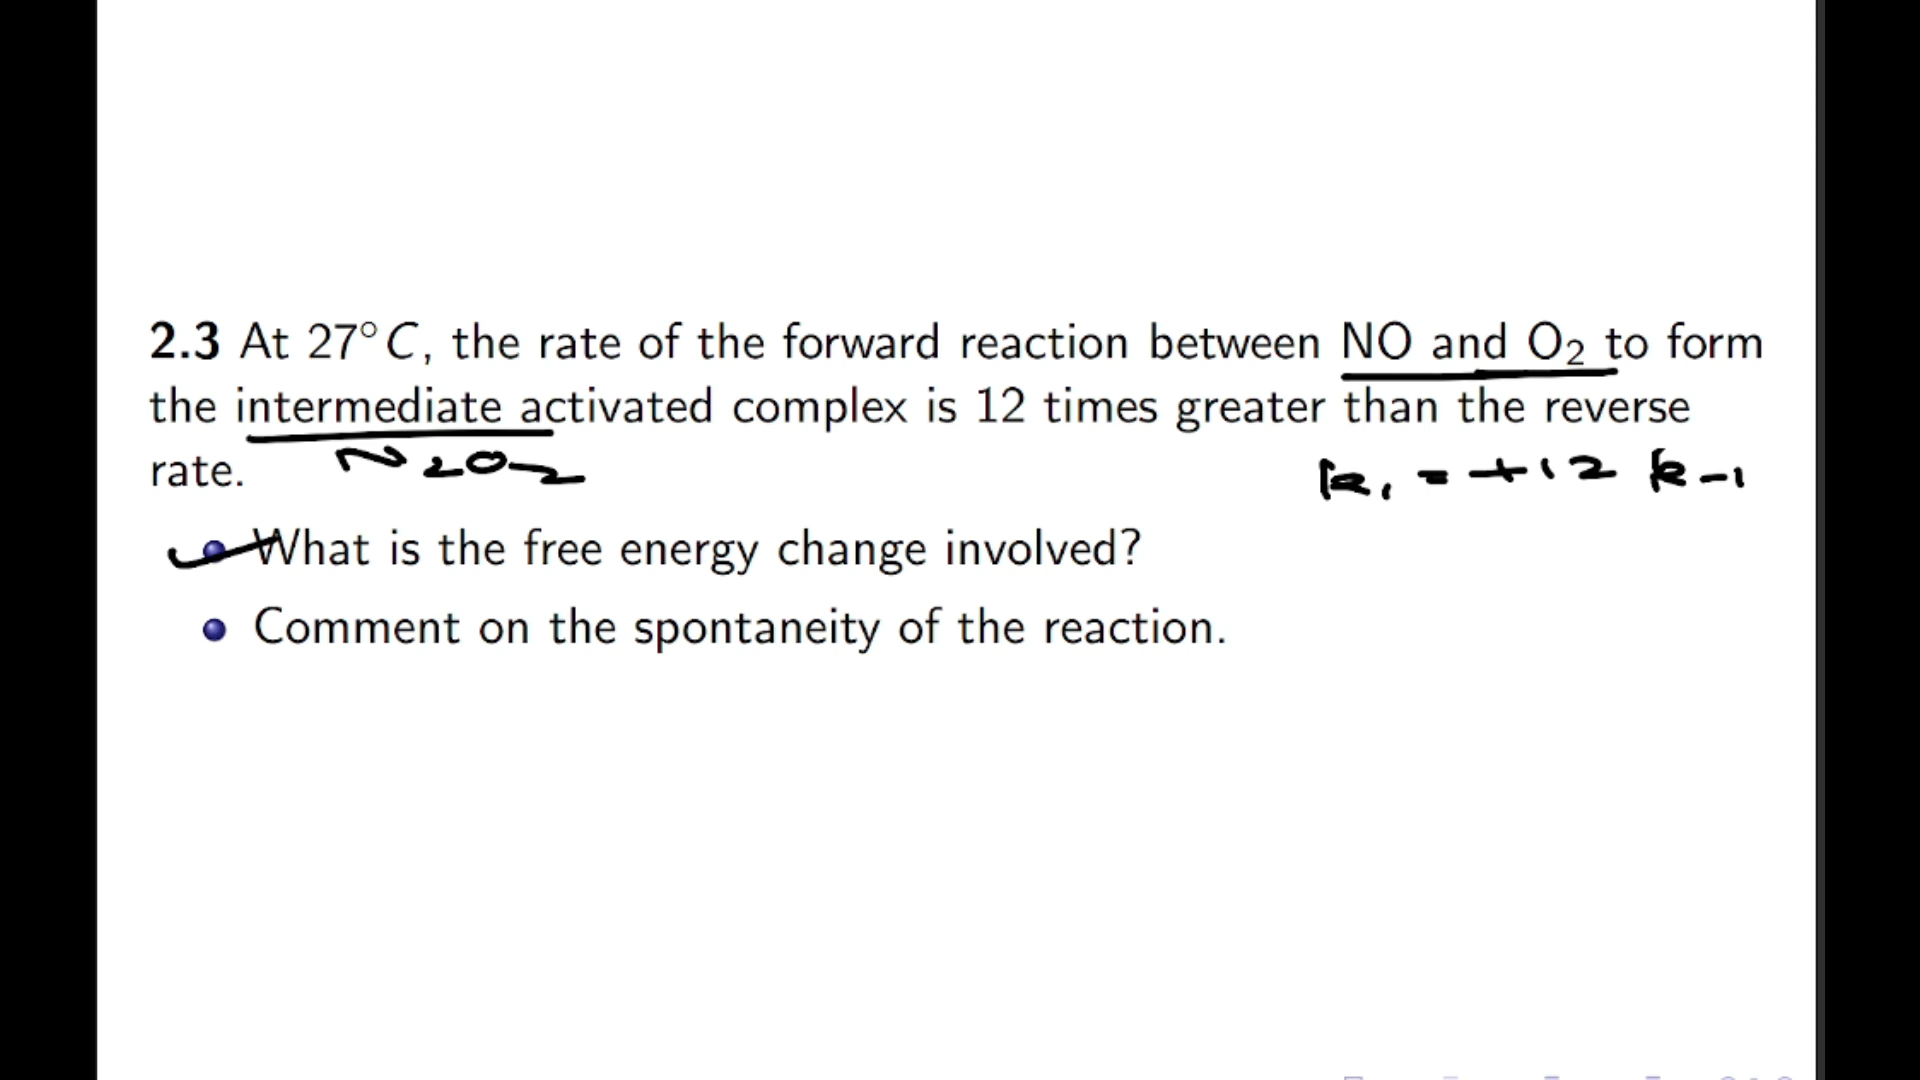 2.3 At 27°C, the rate of the forward reaction between NO and O₂ to form
the intermediate activated complex is 12 times greater than the reverse
rate.
N₂O₂
k₁ = +12 k₋₁
What is the free energy change involved?
Comment on the spontaneity of the reaction.